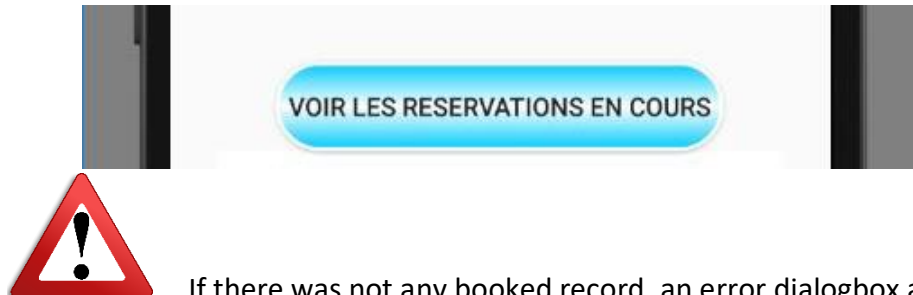 VOIR LES RESERVATIONS EN COURS
If there was not any booked record, an error dialogbox a